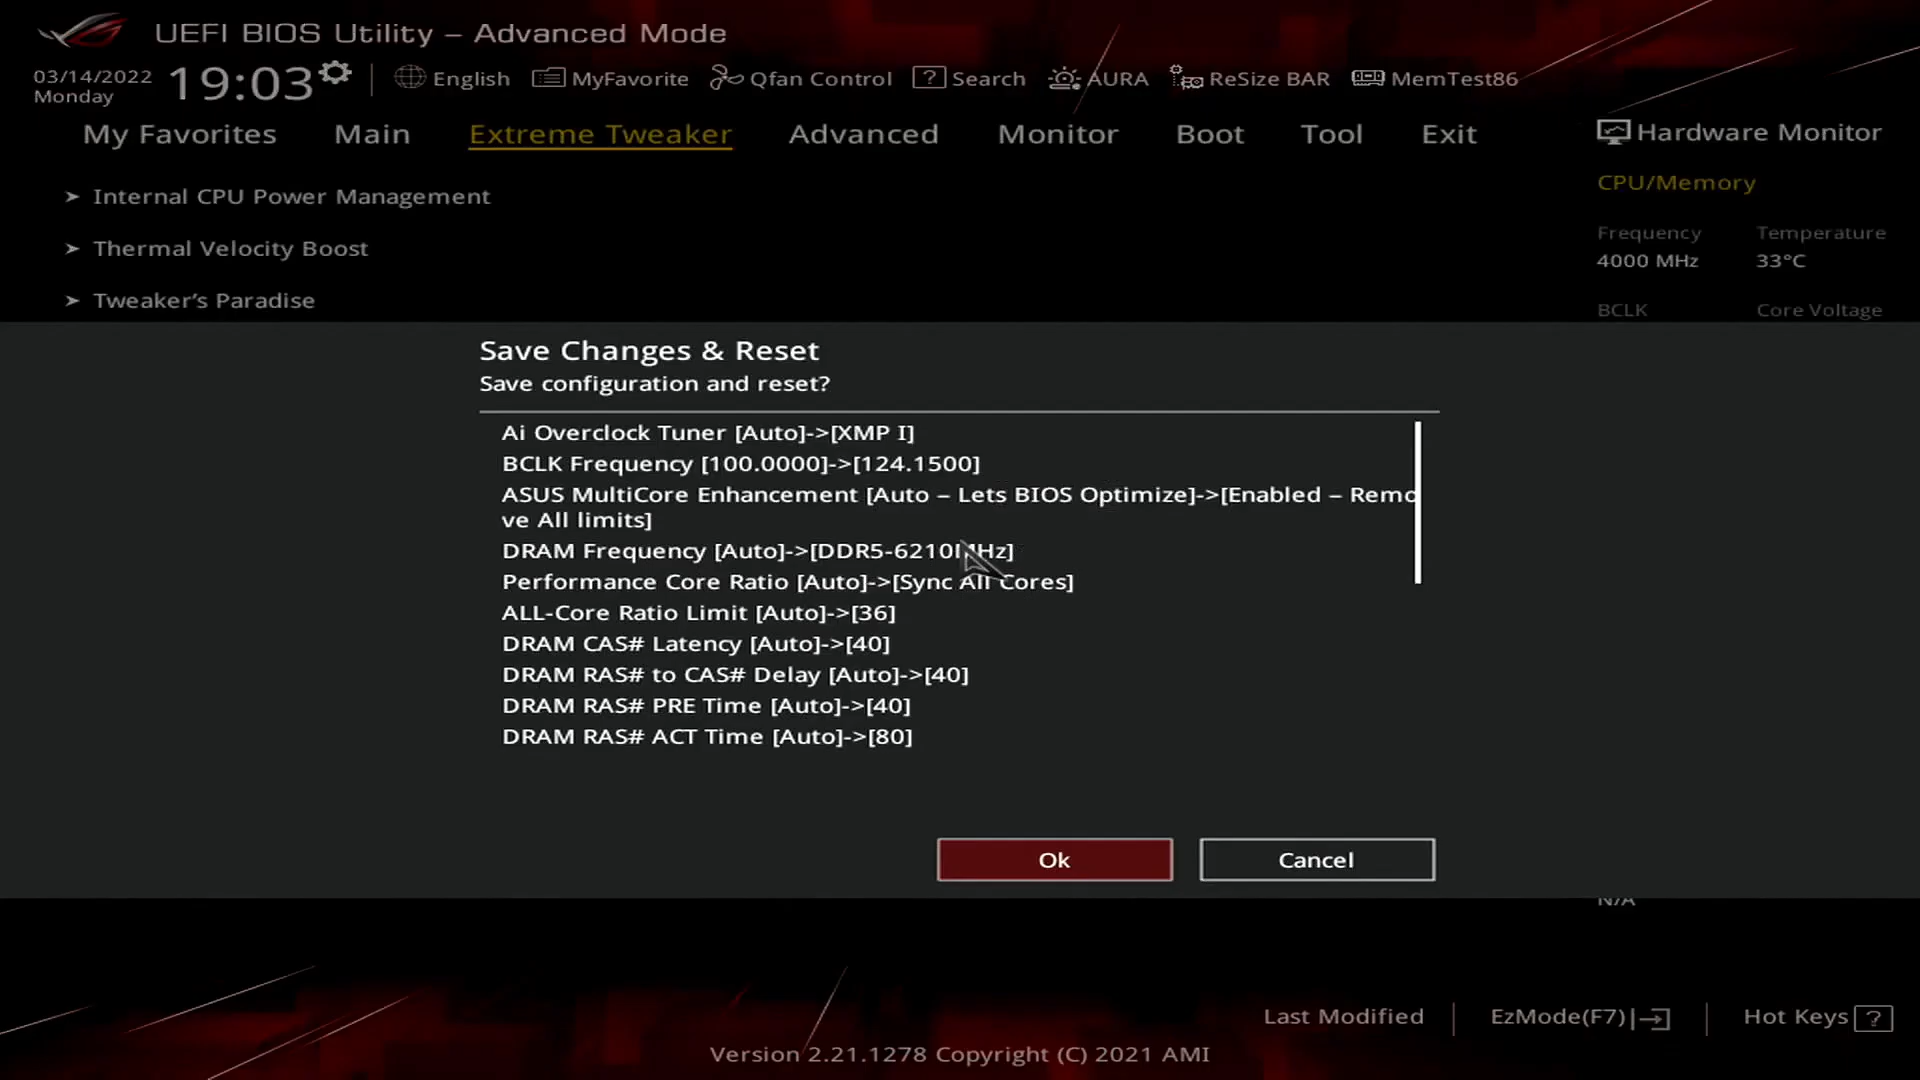 UEFI BIOS Utility – Advanced Mode
03/14/2022
Monday
19:03
English
MyFavorite
Qfan Control
? Search
AURA
ReSize BAR
MemTest86
My Favorites
Main
Extreme Tweaker
Advanced
Monitor
Boot
Tool
Exit
Hardware Monitor
Internal CPU Power Management
Thermal Velocity Boost
Tweaker's Paradise
CPU/Memory
Frequency Temperature
4000 MHz 33°C
BCLK Core Voltage
Save Changes & Reset
Save configuration and reset?
Ai Overclock Tuner [Auto]->[XMP I]
BCLK Frequency [100.0000]->[124.1500]
ASUS MultiCore Enhancement [Auto – Lets BIOS Optimize]->[Enabled – Remo
ve All limits]
DRAM Frequency [Auto]->[DDR5-6210MHz]
Performance Core Ratio [Auto]->[Sync All Cores]
ALL-Core Ratio Limit [Auto]->[36]
DRAM CAS# Latency [Auto]->[40]
DRAM RAS# to CAS# Delay [Auto]->[40]
DRAM RAS# PRE Time [Auto]->[40]
DRAM RAS# ACT Time [Auto]->[80]
Ok
Cancel
N/A
Last Modified
EzMode(F7)
Hot Keys ?
Version 2.21.1278 Copyright (C) 2021 AMI